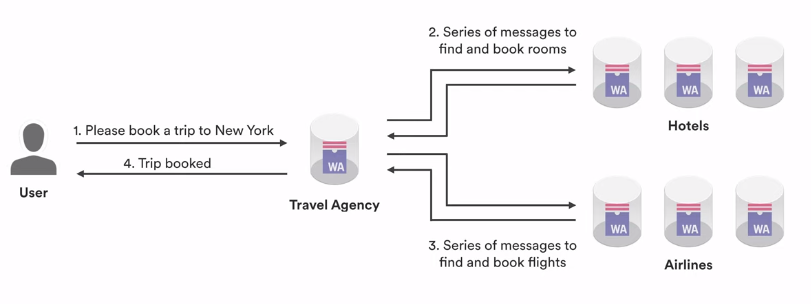 2. Series of messages to
find and book rooms
WA WA WA
Hotels
1. Please book a trip to New York
4. Trip booked
User
WA
Travel Agency
WA WA WA
3. Series of messages to
find and book flights
Airlines